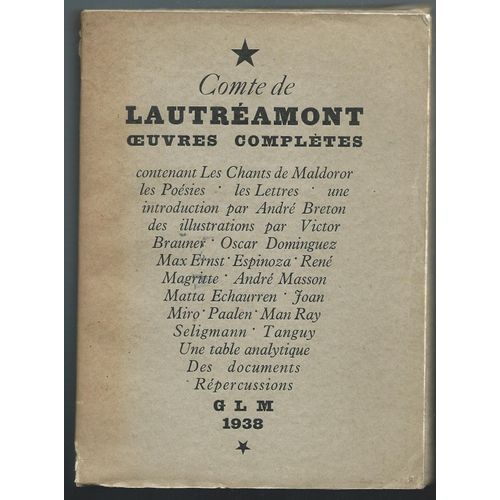 Comte de
LAUTRÉAMONT
ŒUVRES COMPLÈTES
contenant Les Chants de Maldoror
les Poésies · les Lettres · une
introduction par André Breton
des illustrations par Victor
Brauner · Oscar Dominguez
Max Ernst · Espinoza · René
Magritte · André Masson
Matta Echaurren · Joan
Miro · Paalen · Man Ray
Seligmann · Tanguy
Une table analytique
Des documents
Répercussions
G L M
1938